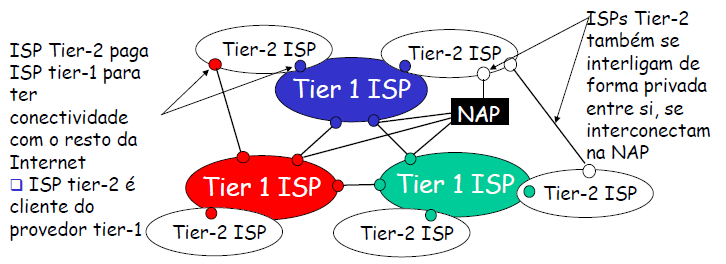 ISP Tier-2 paga
ISP tier-1 para
ter
conectividade
com o resto da
Internet
❑ ISP tier-2 é
cliente do
provedor tier-1
Tier-2 ISP
Tier-2 ISP
Tier 1 ISP
NAP
ISPs Tier-2
também se
interligam de
forma privada
entre si, se
interconectam
na NAP
Tier 1 ISP
Tier 1 ISP
Tier-2 ISP
Tier-2 ISP
Tier-2 ISP